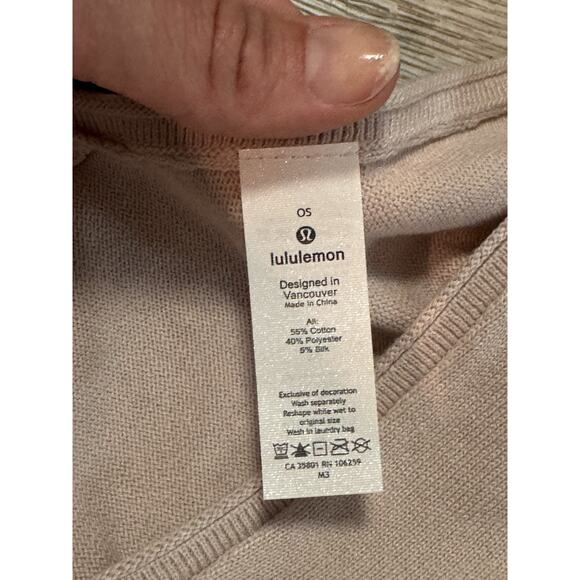 OS
lululemon
Designed in
Vancouver
Made in China
All:
55% Cotton
40% Polyester
5% Silk
Exclusive of decoration
Wash separately
Reshape while wet to
original size
Wash in laundry bag
CA 35801 RN 106259
M3